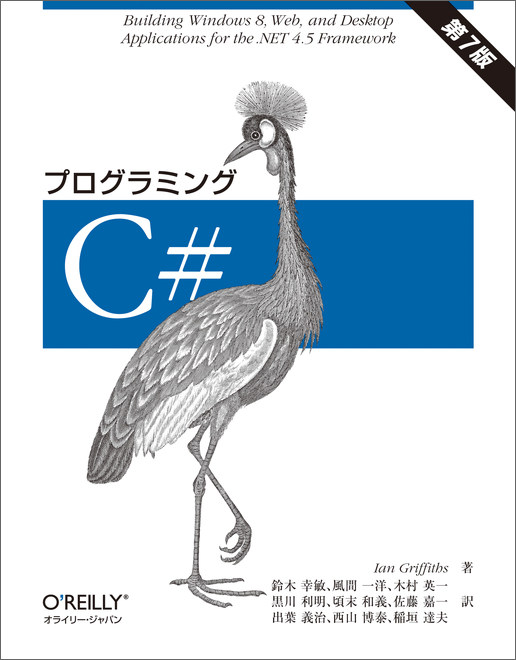 Building Windows 8, Web, and Desktop
Applications for the .NET 4.5 Framework
第7版
プログラミング
C#
Ian Griffiths 著
鈴木 幸敏、風間 一洋、木村 英一
黒川 利明、頃末 和義、佐藤 嘉一 訳
出葉 義治、西山 博泰、稲垣 達夫
O'REILLY®
オライリー・ジャパン